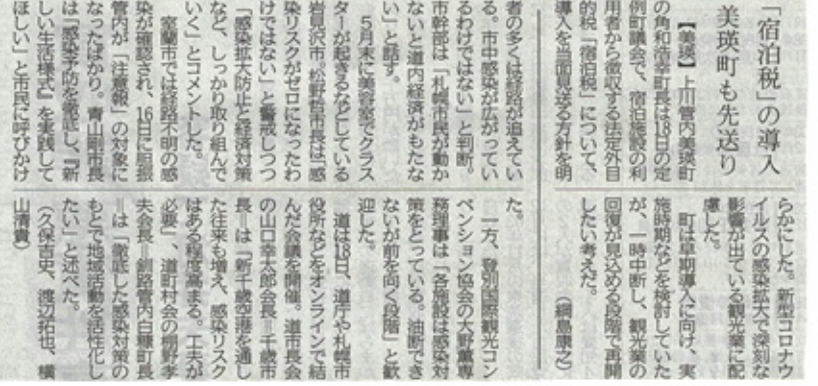 「宿泊税」の導入
美瑛町も先送り
【美瑛】上川管内美瑛町
の角和浩幸町長は18日の定
例町議会で、宿泊施設の利
用者から徴収する法定外目
的税「宿泊税」について、
導入を当面見送る方針を明
らかにした。新型コロナウ
イルスの感染拡大で深刻な
影響が出ている観光業に配
慮した。
町は早期導入に向け、実
施時期などを検討していた
が、一時中断し、観光業の
回復が見込める段階で再開
したい考えだ。
(綱島康之)
者の多くは経路が追えてい
る。市中感染が広がってい
るわけではない」と判断。
市幹部は「札幌市民が動か
ないと道内経済がもたな
い」と話す。
5月末に美容室でクラス
ターが起きるなどしている
岩見沢市。松野哲市長は「感
染リスクがゼロになったわ
けではない」と警戒しつつ
「感染拡大防止と経済対策
など、しっかり取り組んで
いく」とコメントした。
室蘭市では経路不明の感
染が確認され、16日に胆振
管内が「注意報」の対象に
なったばかり。青山剛市長
は「感染予防を徹底し、『新
しい生活様式』を実践して
ほしい」と市民に呼びかけ
た。
一方、登別国際観光コン
ベンション協会の大野薫専
務理事は「各施設は感染対
策をとっている。油断でき
ないが前を向く段階」と歓
迎した。
道は18日、道庁や札幌市
役所などをオンラインで結
んだ会議を開催。道市長会
の山口幸太郎会長=千歳市
長=は「新千歳空港を通し
た往来も増え、感染リスク
はある程度高まる。工夫が
必要」、道町村会の棚野孝
夫会長=釧路管内白糠町長
=は「徹底した感染対策の
もとで地域活動を活性化し
たい」と述べた。
(久保吉史、渡辺拓也、横
山清貴)